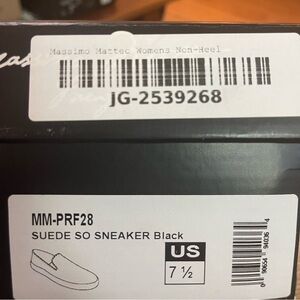 Massimo Matteo Womens Non-Heel
JG-2539268
MM-PRF28
SUEDE SO SNEAKER Black
US
7 ½